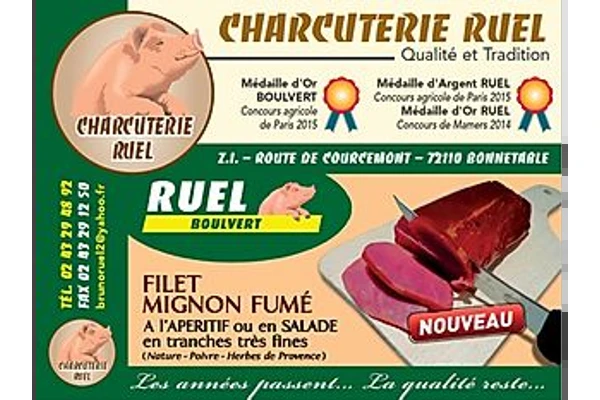 CHARCUTERIE RUEL
Qualité et Tradition
Médaille d'Or
BOULVERT
Concours agricole
de Paris 2015
Médaille d'Argent RUEL
Concours agricole de Paris 2015
Médaille d'Or RUEL
Concours de Mamers 2014
CHARCUTERIE
RUEL
Z.I. – ROUTE DE COURCEMONT – 72110 BONNETABLE
TÉL. 02 43 29 48 92
FAX 02 43 29 12 50
brunoruel2@yahoo.fr
RUEL
BOULVERT
FILET
MIGNON FUMÉ
A l'APERITIF ou en SALADE
en tranches très fines
(Nature - Poivre - Herbes de Provence)
NOUVEAU
CHARCUTERIE
RUEL
Les années passent... La qualité reste...